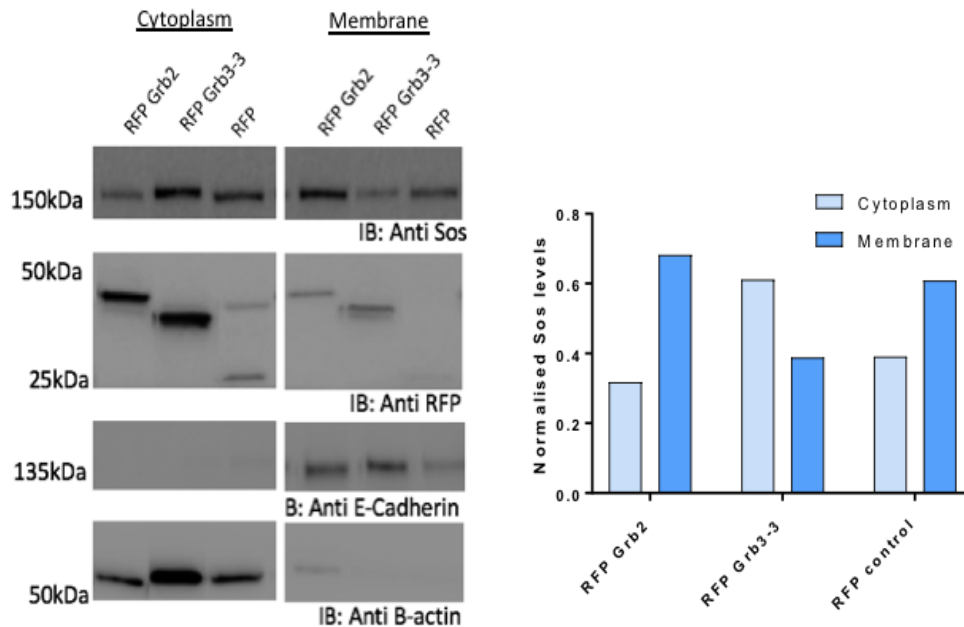 Cytoplasm
Membrane
RFP Grb2
RFP Grb3-3
RFP
RFP Grb2
RFP Grb3-3
RFP
150kDa
IB: Anti Sos
50kDa
25kDa
IB: Anti RFP
135kDa
B: Anti E-Cadherin
50kDa
IB: Anti B-actin
Cytoplasm
Membrane
Normalised Sos levels
0.8
0.6
0.4
0.2
0.0
RFP Grb2
RFP Grb3-3
RFP control